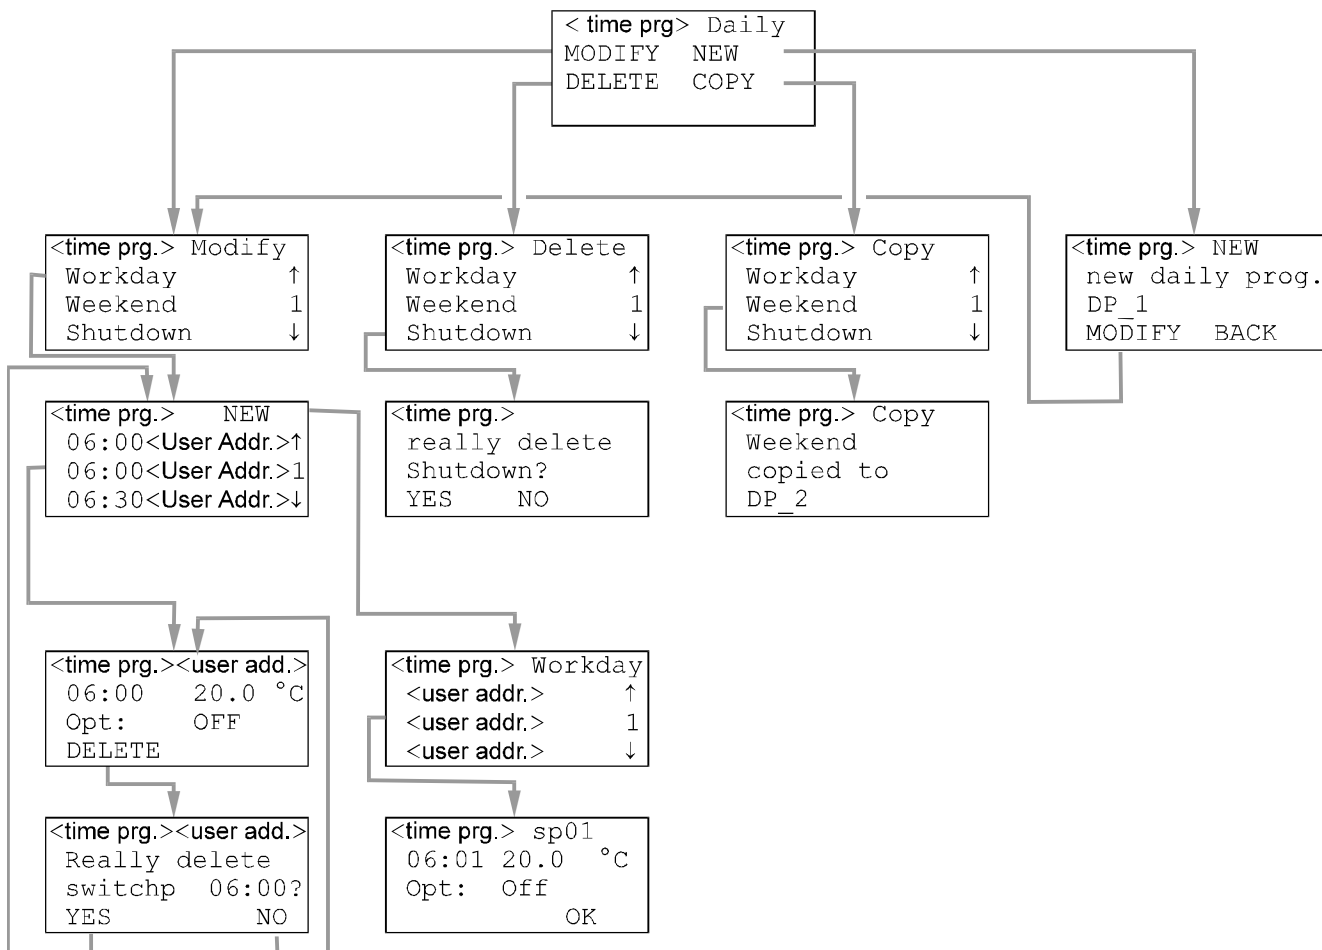 < time prg> Daily
MODIFY NEW
DELETE COPY
<time prg.> Modify
Workday ↑
Weekend 1
Shutdown ↓
<time prg.> Delete
Workday ↑
Weekend 1
Shutdown ↓
<time prg.> Copy
Workday ↑
Weekend 1
Shutdown ↓
<time prg.> NEW
new daily prog.
DP_1
MODIFY BACK
<time prg.> NEW
06:00<User Addr.>↑
06:00<User Addr.>1
06:30<User Addr.>↓
<time prg.>
really delete
Shutdown?
YES NO
<time prg.> Copy
Weekend
copied to
DP_2
<time prg.><user add.>
06:00 20.0 °C
Opt: OFF
DELETE
<time prg.> Workday
<user addr.> ↑
<user addr.> 1
<user addr.> ↓
<time prg.><user add.>
Really delete
switchp 06:00?
YES NO
<time prg.> sp01
06:01 20.0 °C
Opt: Off
OK